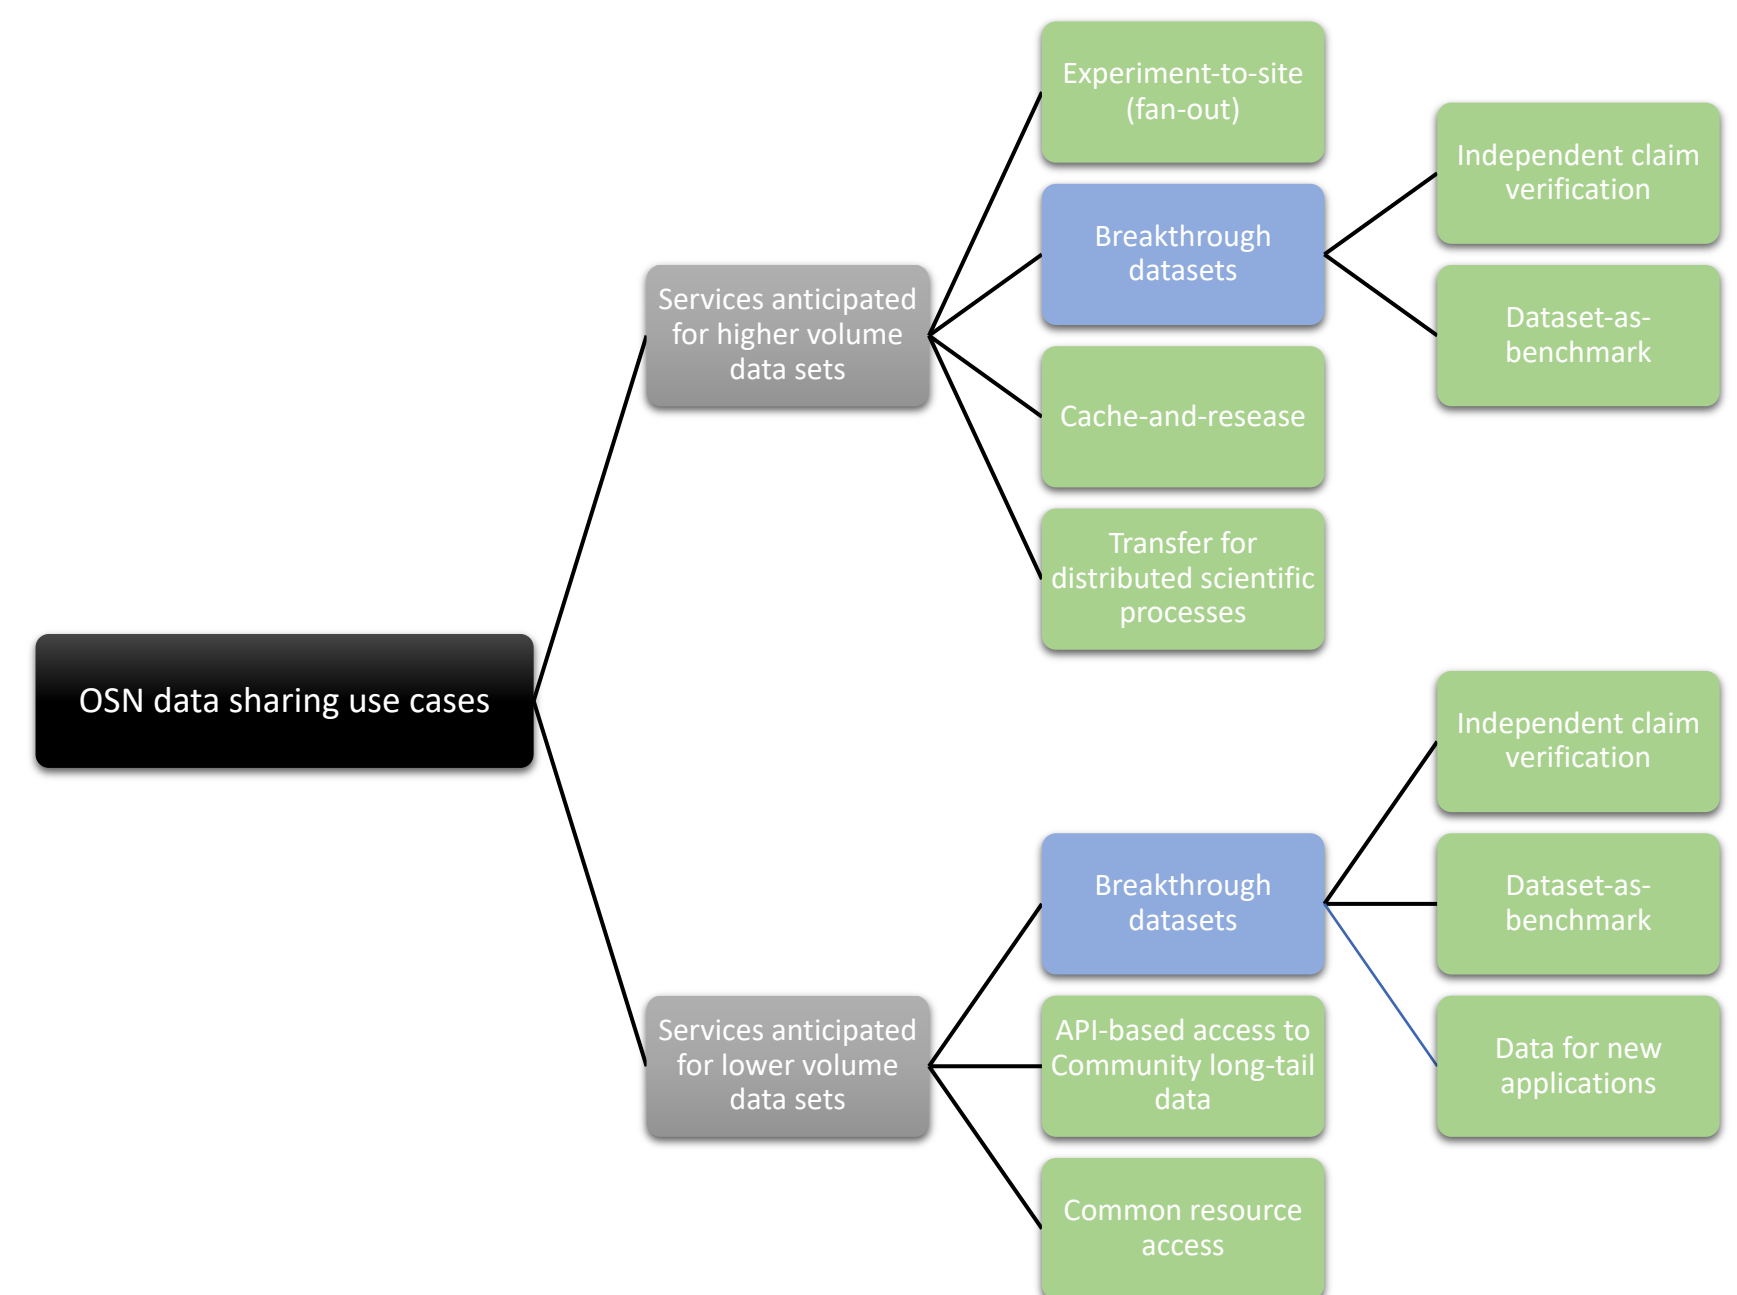 Experiment-to-site
(fan-out)
Independent claim
verification
Breakthrough
datasets
Services anticipated
for higher volume
data sets
Dataset-as-
benchmark
Cache-and-resease
Transfer for
distributed scientific
processes
OSN data sharing use cases
Independent claim
verification
Breakthrough
datasets
Dataset-as-
benchmark
Services anticipated
for lower volume
data sets
API-based access to
Community long-tail
data
Data for new
applications
Common resource
access